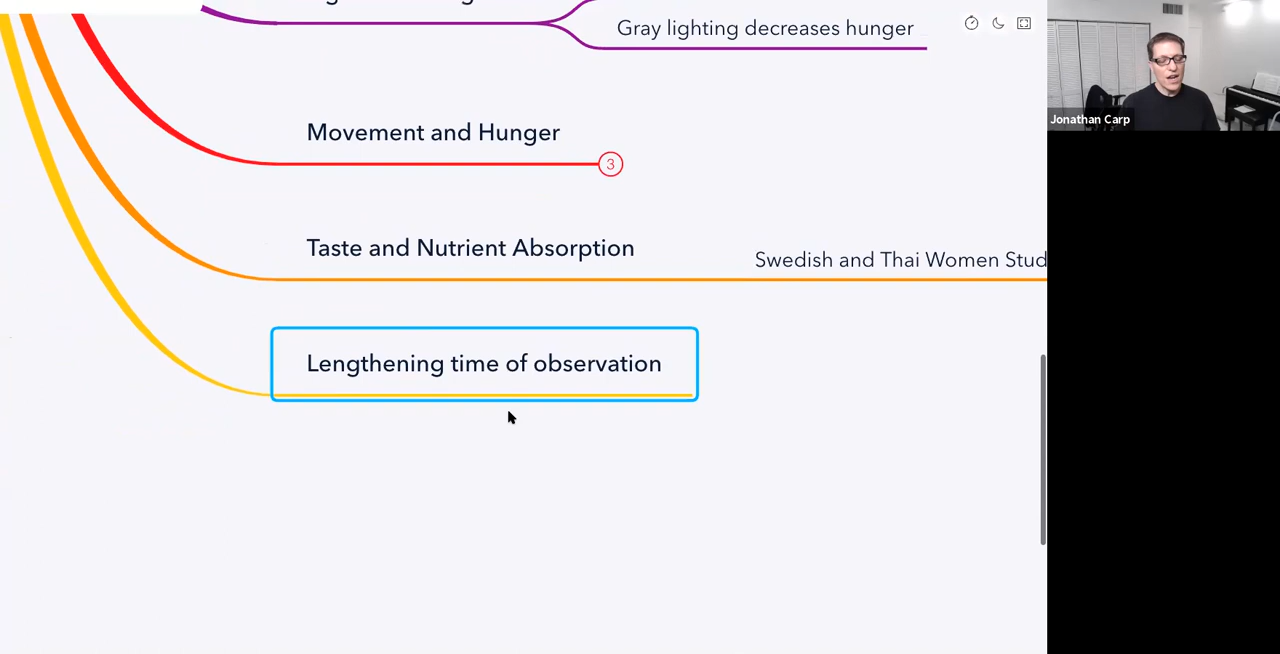 Gray lighting decreases hunger
Jonathan Carp
Movement and Hunger
3
Taste and Nutrient Absorption
Swedish and Thai Women Stud
Lengthening time of observation